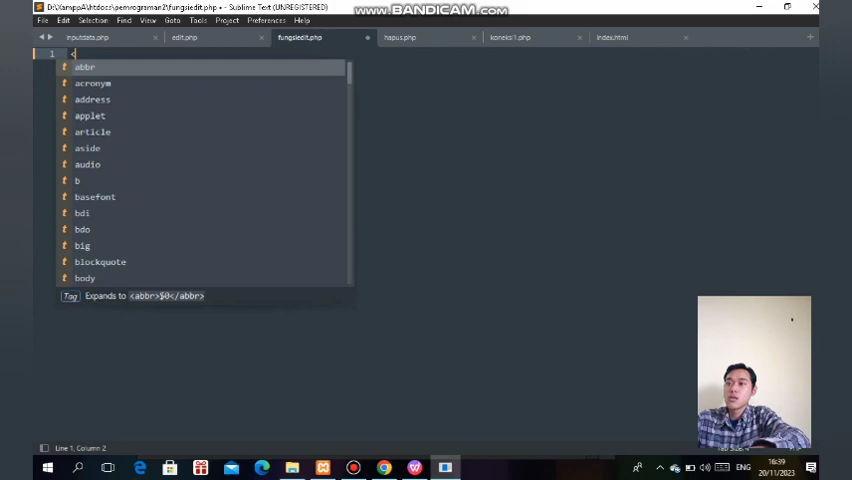 D:\XamppA\htdocs\pemrograman2\fungsiedit.php • - Sublime Text (UNREGISTERED)
WWW.BANDICAM.COM
File Edit Selection Find View Goto Tools Project Preferences Help
inputdata.php edit.php fungsiedit.php hapus.php koneksi1.php index.html
1 <
t abbr
t acronym
t address
t applet
t article
t aside
t audio
t b
t basefont
t bdi
t bdo
t big
t blockquote
t body
Tag Expands to <abbr>$0</abbr>
Line 1, Column 2
ENG
16:39
20/11/2023